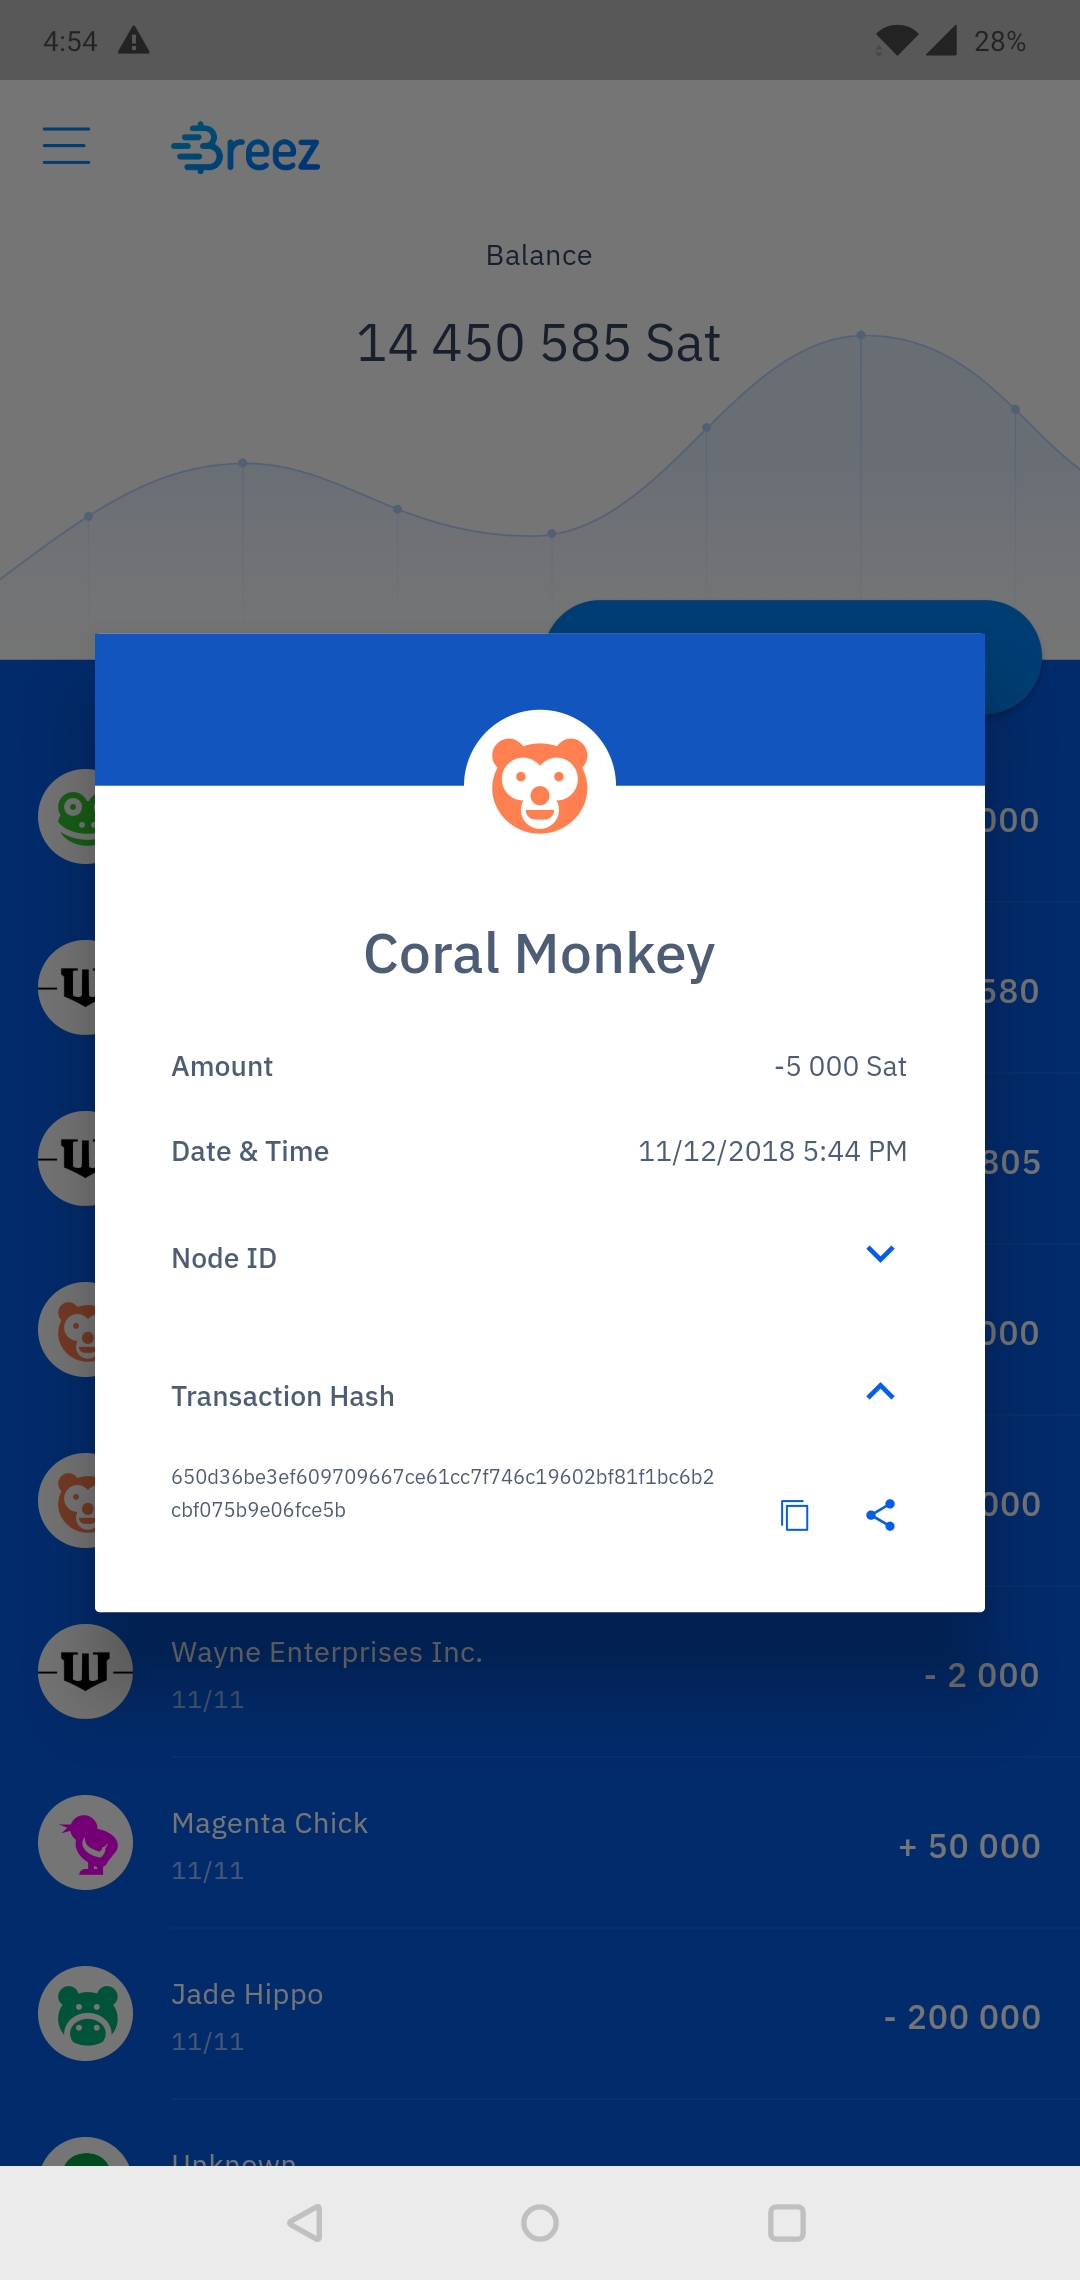 4:54 28%
Breez
Balance
14 450 585 Sat
Coral Monkey
Amount -5 000 Sat
Date & Time 11/12/2018 5:44 PM
Node ID
Transaction Hash
650d36be3ef609709667ce61cc7f746c19602bf81f1bc6b2
cbf075b9e06fce5b
000
580
805
000
000
Wayne Enterprises Inc.
11/11
- 2 000
Magenta Chick
11/11
+ 50 000
Jade Hippo
11/11
- 200 000
Unknown